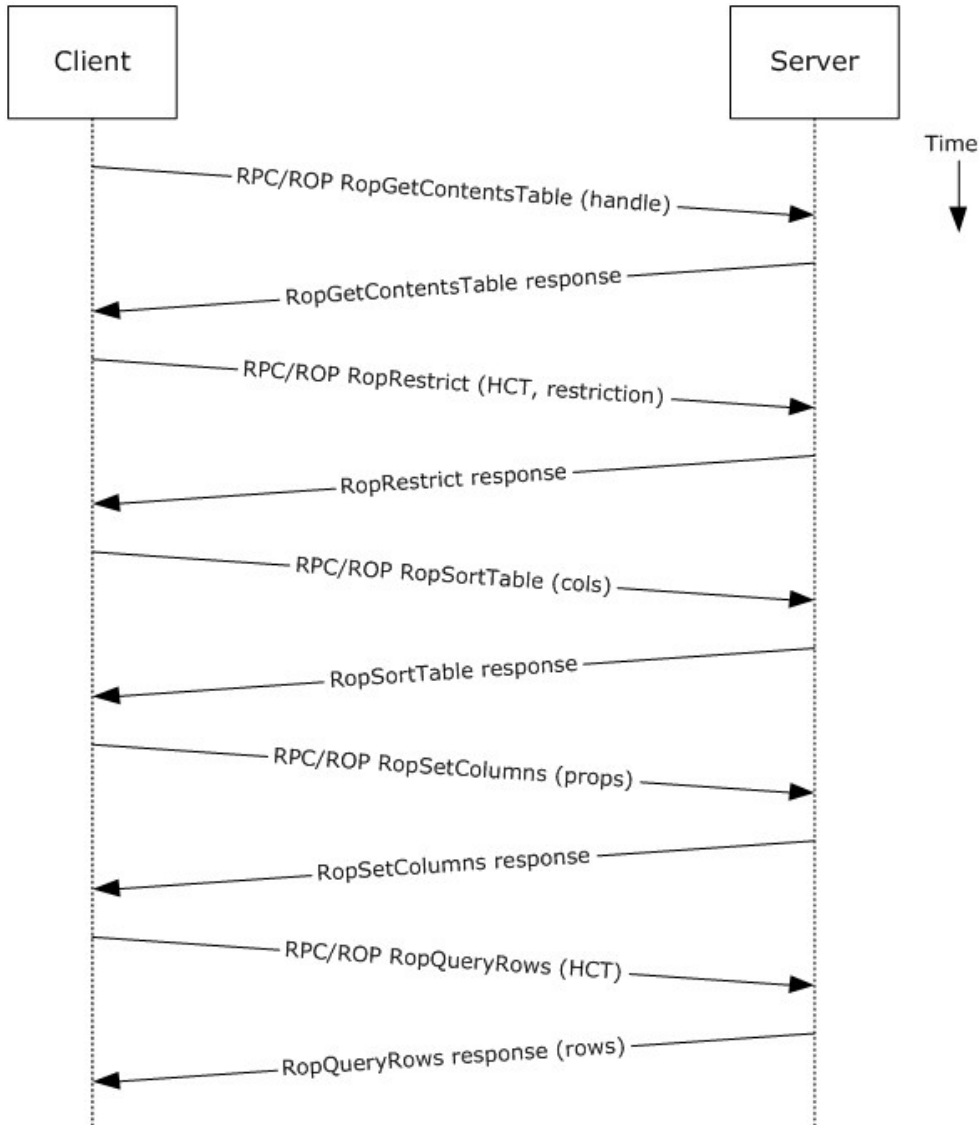 Client
Server
Time
RPC/ROP RopGetContentsTable (handle)
RopGetContentsTable response
RPC/ROP RopRestrict (HCT, restriction)
RopRestrict response
RPC/ROP RopSortTable (cols)
RopSortTable response
RPC/ROP RopSetColumns (props)
RopSetColumns response
RPC/ROP RopQueryRows (HCT)
RopQueryRows response (rows)